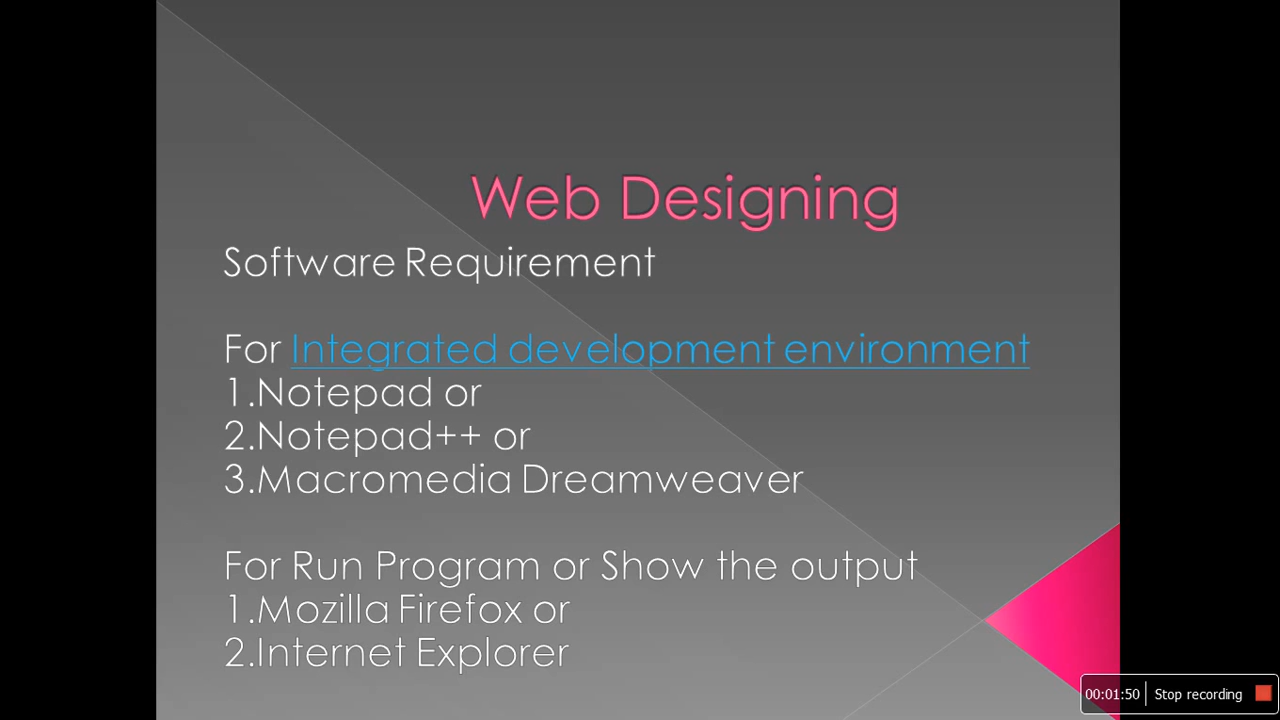 Web Designing
Software Requirement
For Integrated development environment
1.Notepad or
2.Notepad++ or
3.Macromedia Dreamweaver
For Run Program or Show the output
1.Mozilla Firefox or
2.Internet Explorer
00:01:50 Stop recording